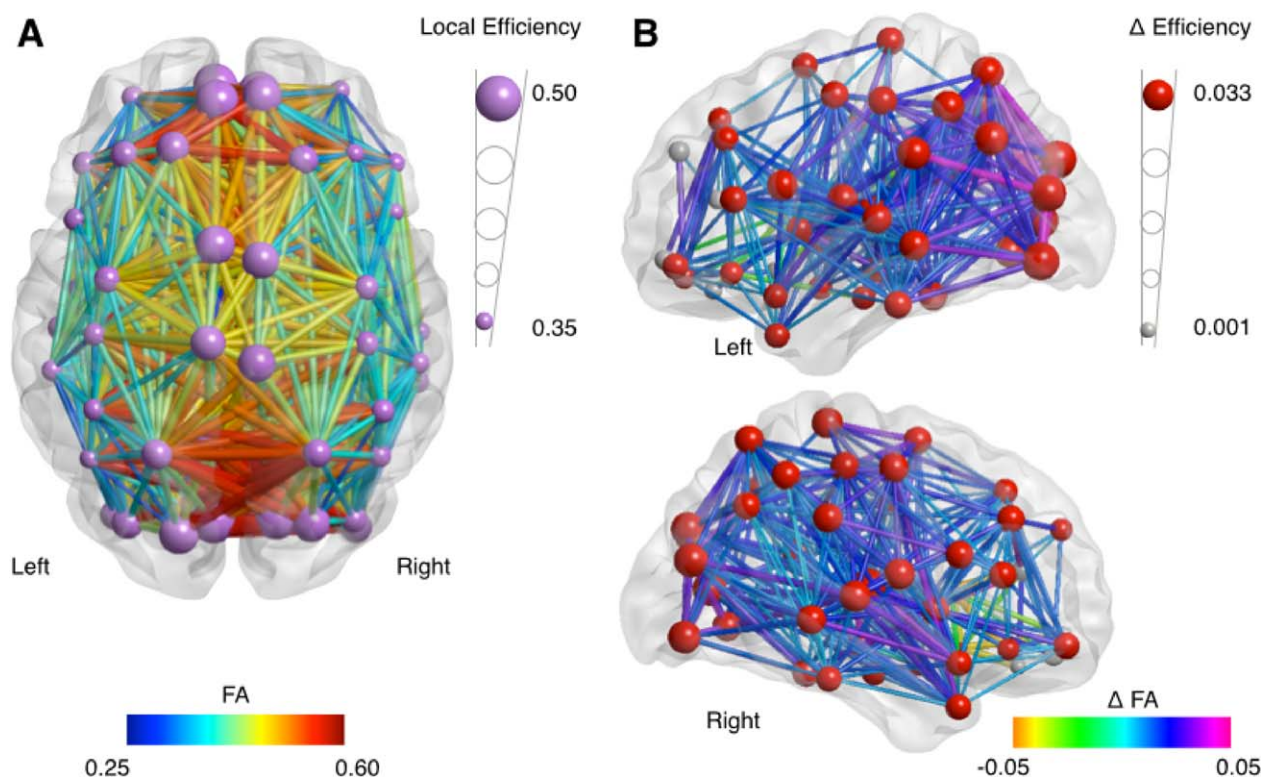 A
Local Efficiency
0.50
0.35
Left
Right
FA
0.25
0.60
B
Δ Efficiency
0.033
0.001
Left
Right
Δ FA
-0.05
0.05